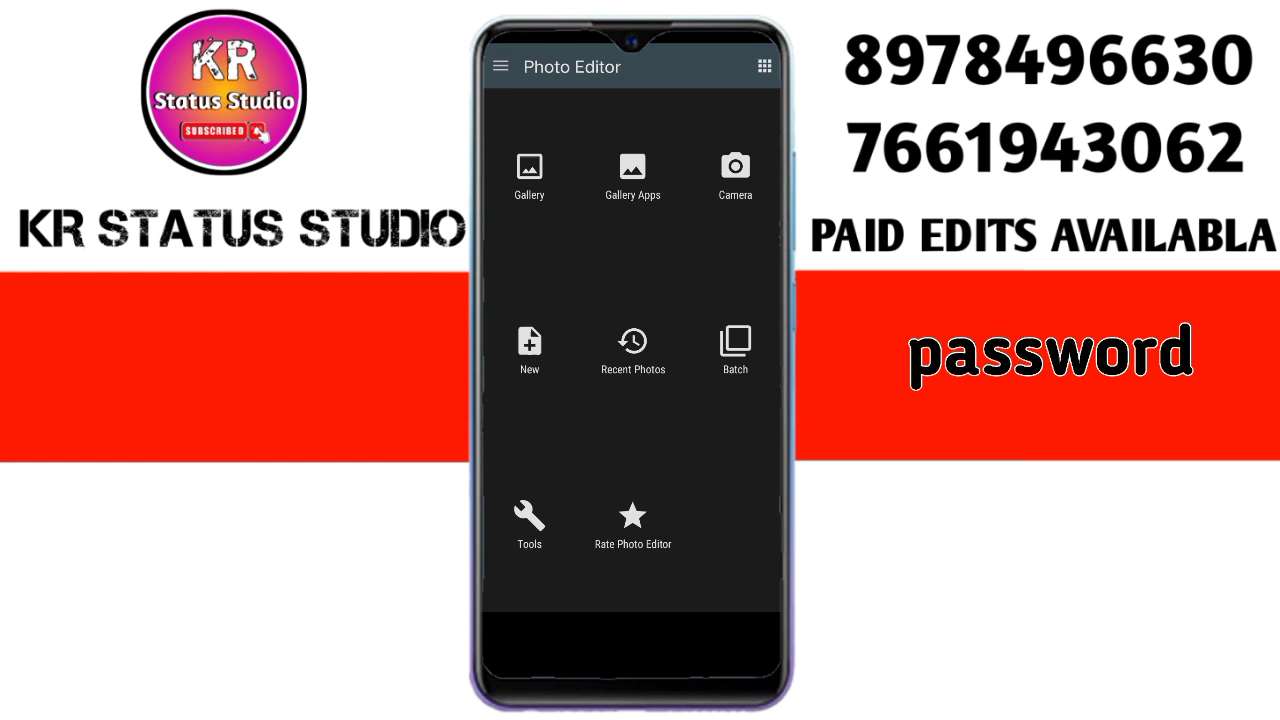 KR
Status Studio
SUBSCRIBED
KR STATUS STUDIO
Photo Editor
Gallery
Gallery Apps
Camera
New
Recent Photos
Batch
Tools
Rate Photo Editor
8978496630
7661943062
PAID EDITS AVAILABLA
password